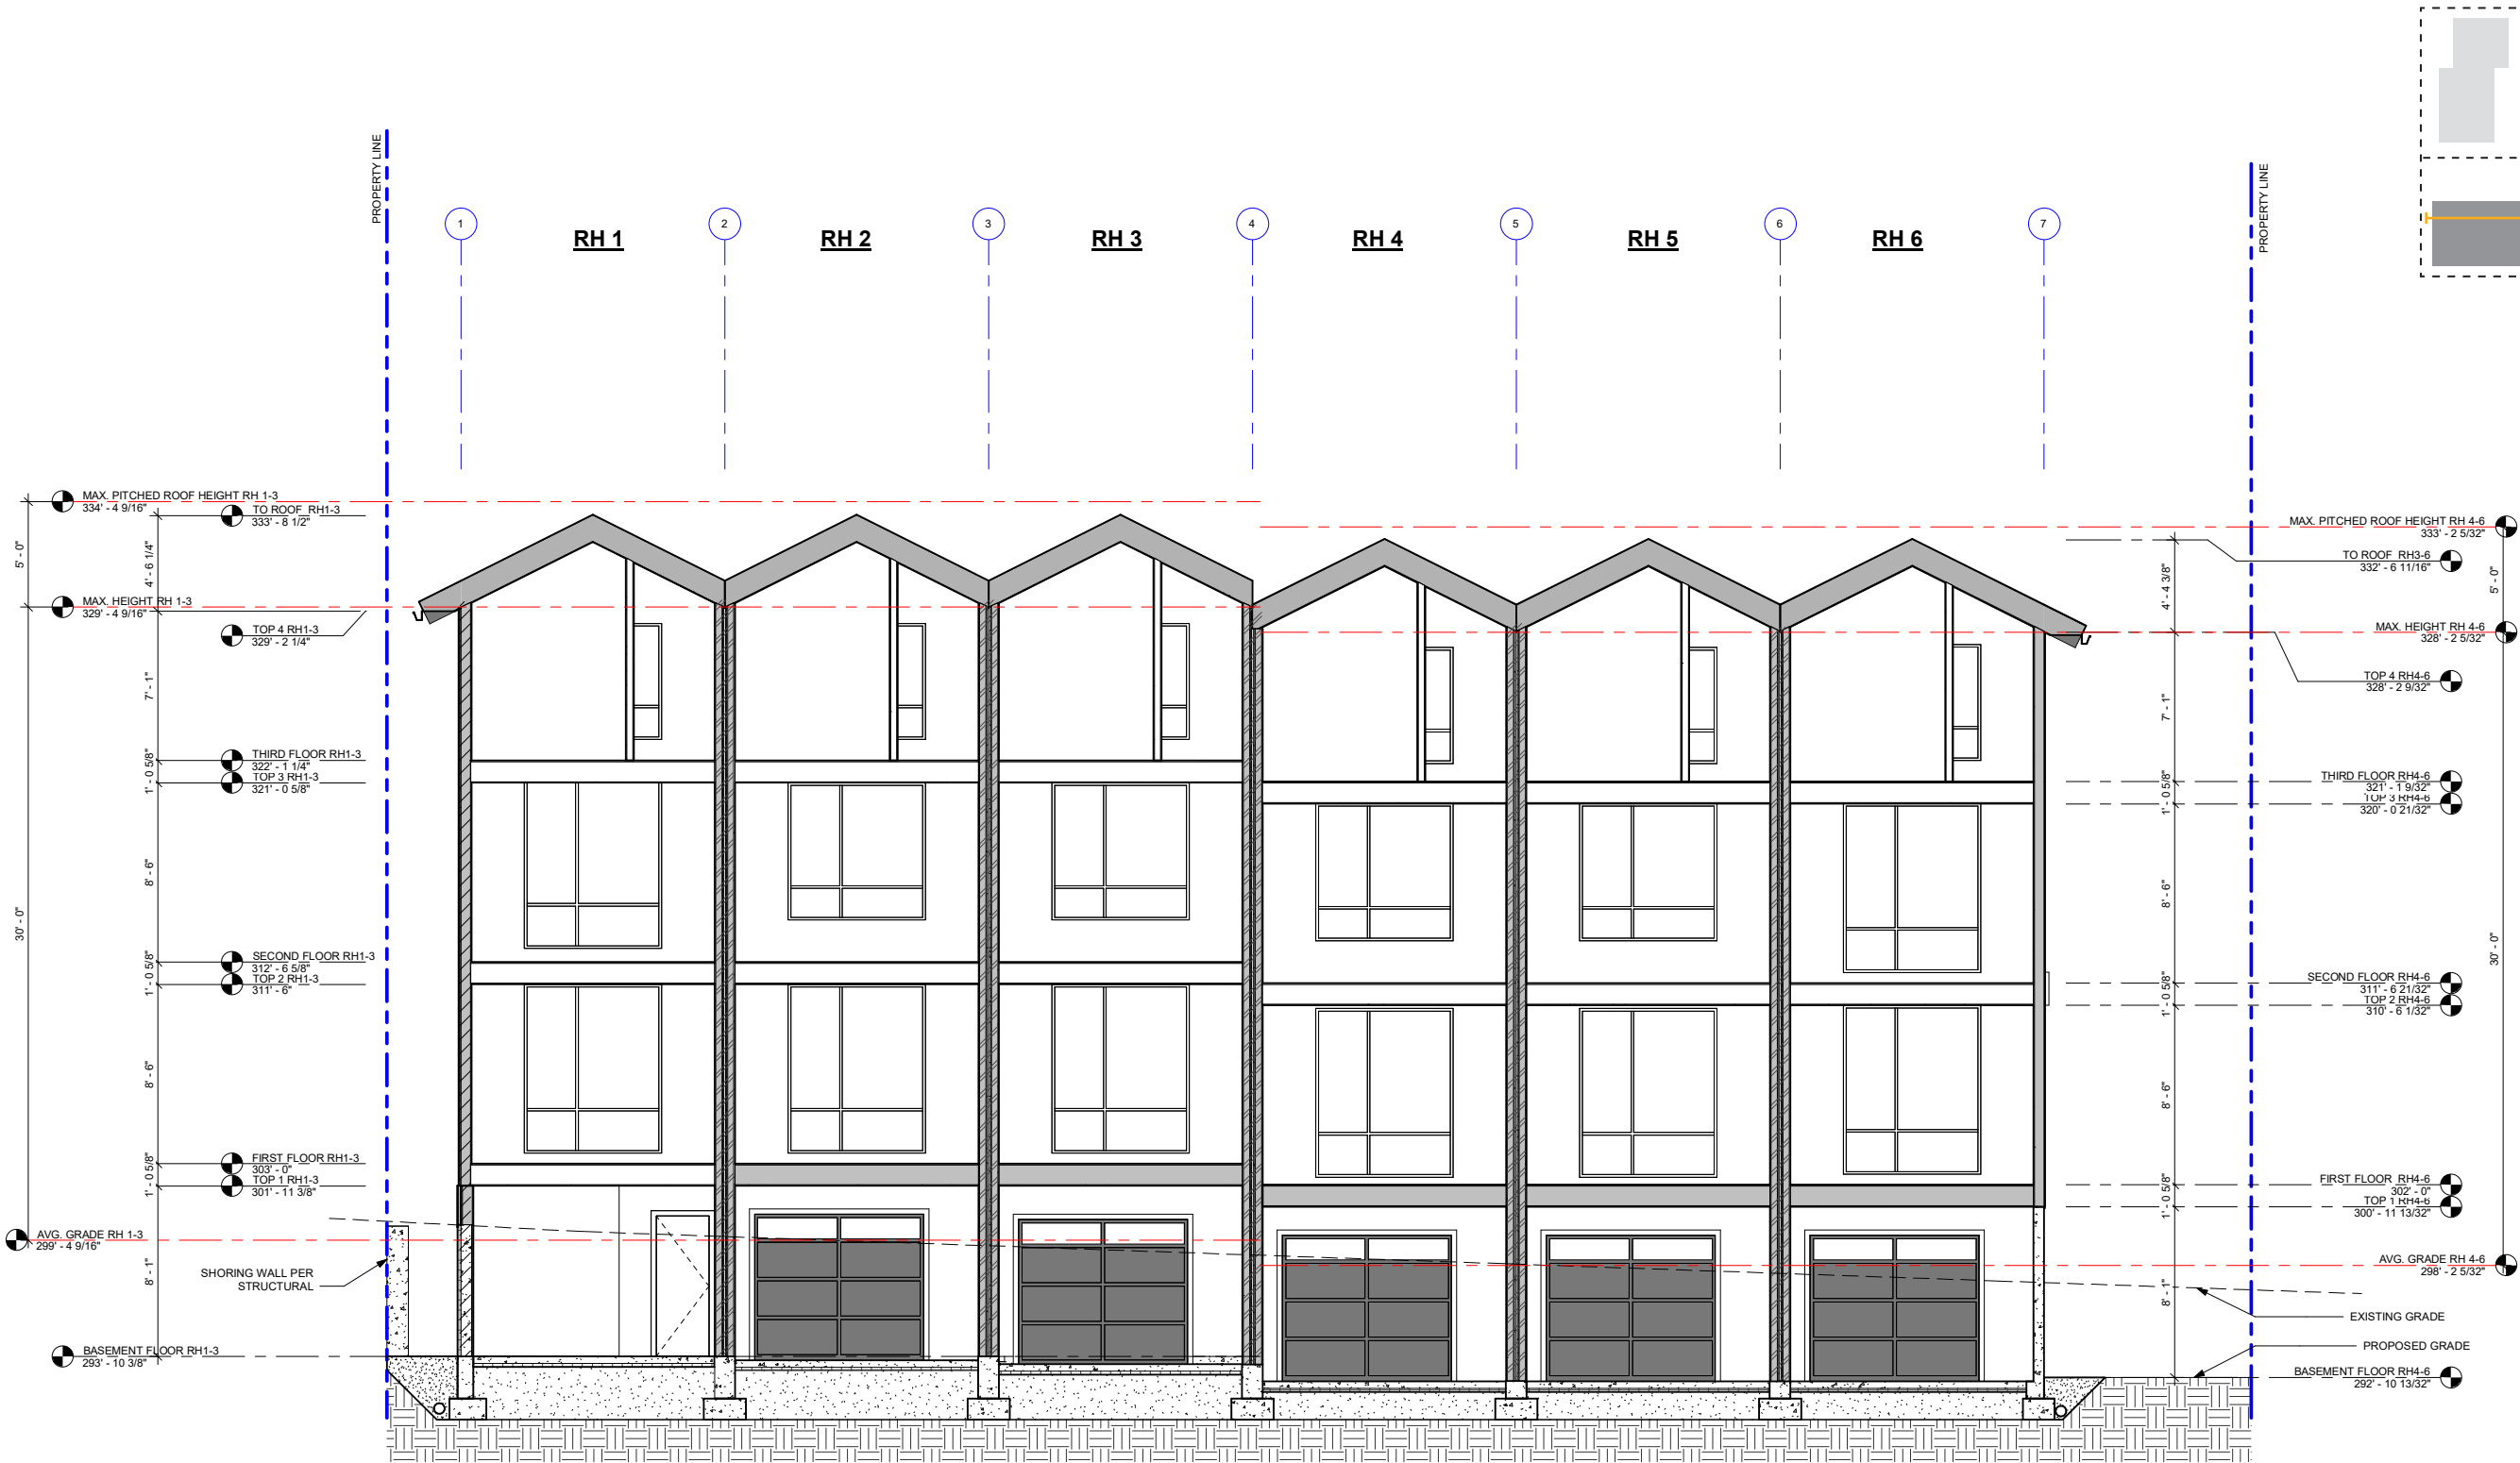 PROPERTY LINE
PROPERTY LINE
1
2
3
4
5
6
7
RH 1
RH 2
RH 3
RH 4
RH 5
RH 6
MAX. PITCHED ROOF HEIGHT RH 1-3
334' - 4 9/16"
TO ROOF RH1-3
333' - 8 1/2"
5' - 0"
4' - 6 1/4"
MAX. HEIGHT RH 1-3
329' - 4 9/16"
TOP 4 RH1-3
329' - 2 1/4"
7' - 1"
THIRD FLOOR RH1-3
322' - 1 1/4"
1' - 0 5/8"
TOP 3 RH1-3
321' - 0 5/8"
8' - 6"
30' - 0"
SECOND FLOOR RH1-3
312' - 6 5/8"
1' - 0 5/8"
TOP 2 RH1-3
311' - 6"
8' - 6"
FIRST FLOOR RH1-3
303' - 0"
1' - 0 5/8"
TOP 1 RH1-3
301' - 11 3/8"
AVG. GRADE RH 1-3
299' - 4 9/16"
8' - 1"
SHORING WALL PER
STRUCTURAL
BASEMENT FLOOR RH1-3
293' - 10 3/8"
MAX. PITCHED ROOF HEIGHT RH 4-6
333' - 2 5/32"
TO ROOF RH3-6
332' - 6 11/16"
4' - 4 3/8"
5' - 0"
MAX. HEIGHT RH 4-6
328' - 2 5/32"
TOP 4 RH4-6
328' - 2 9/32"
7' - 1"
THIRD FLOOR RH4-6
321' - 1 9/32"
1' - 0 5/8"
TOP 3 RH4-6
320' - 0 21/32"
8' - 6"
30' - 0"
SECOND FLOOR RH4-6
311' - 6 21/32"
1' - 0 5/8"
TOP 2 RH4-6
310' - 6 1/32"
8' - 6"
FIRST FLOOR RH4-6
302' - 0"
1' - 0 5/8"
TOP 1 RH4-6
300' - 11 13/32"
AVG. GRADE RH 4-6
298' - 2 5/32"
8' - 1"
EXISTING GRADE
PROPOSED GRADE
BASEMENT FLOOR RH4-6
292' - 10 13/32"